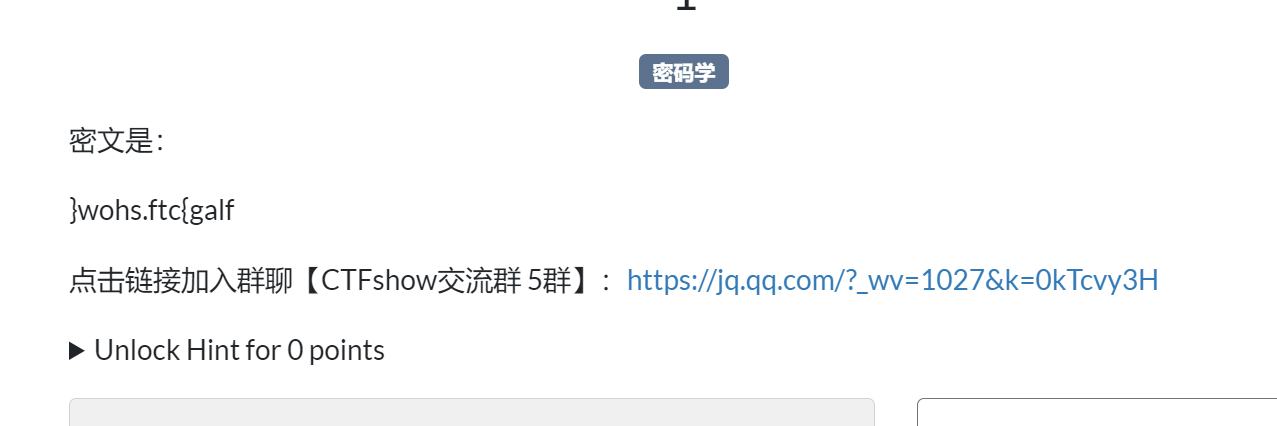 密码学
密文是：
}wohs.ftc{galf
点击链接加入群聊【CTFshow交流群 5群】：https://jq.qq.com/?_wv=1027&k=0kTcvy3H
▶ Unlock Hint for 0 points